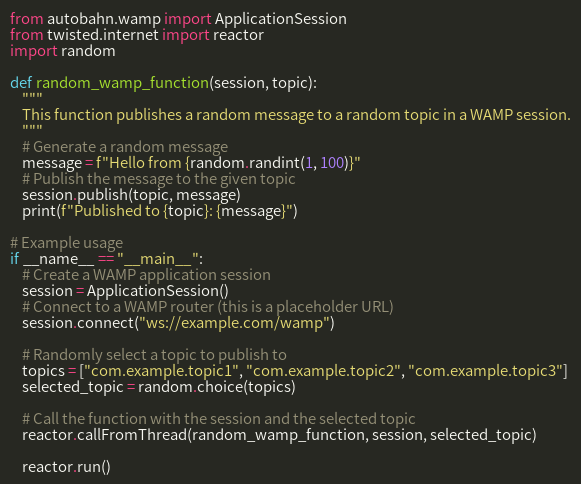 from autobahn.wamp import ApplicationSession
from twisted.internet import reactor
import random

def random_wamp_function(session, topic):
    """
    This function publishes a random message to a random topic in a WAMP session.
    """
    # Generate a random message
    message = f"Hello from {random.randint(1, 100)}"
    # Publish the message to the given topic
    session.publish(topic, message)
    print(f"Published to {topic}: {message}")

# Example usage
if __name__ == "__main__":
    # Create a WAMP application session
    session = ApplicationSession()
    # Connect to a WAMP router (this is a placeholder URL)
    session.connect("ws://example.com/wamp")

    # Randomly select a topic to publish to
    topics = ["com.example.topic1", "com.example.topic2", "com.example.topic3"]
    selected_topic = random.choice(topics)

    # Call the function with the session and the selected topic
    reactor.callFromThread(random_wamp_function, session, selected_topic)

    reactor.run()